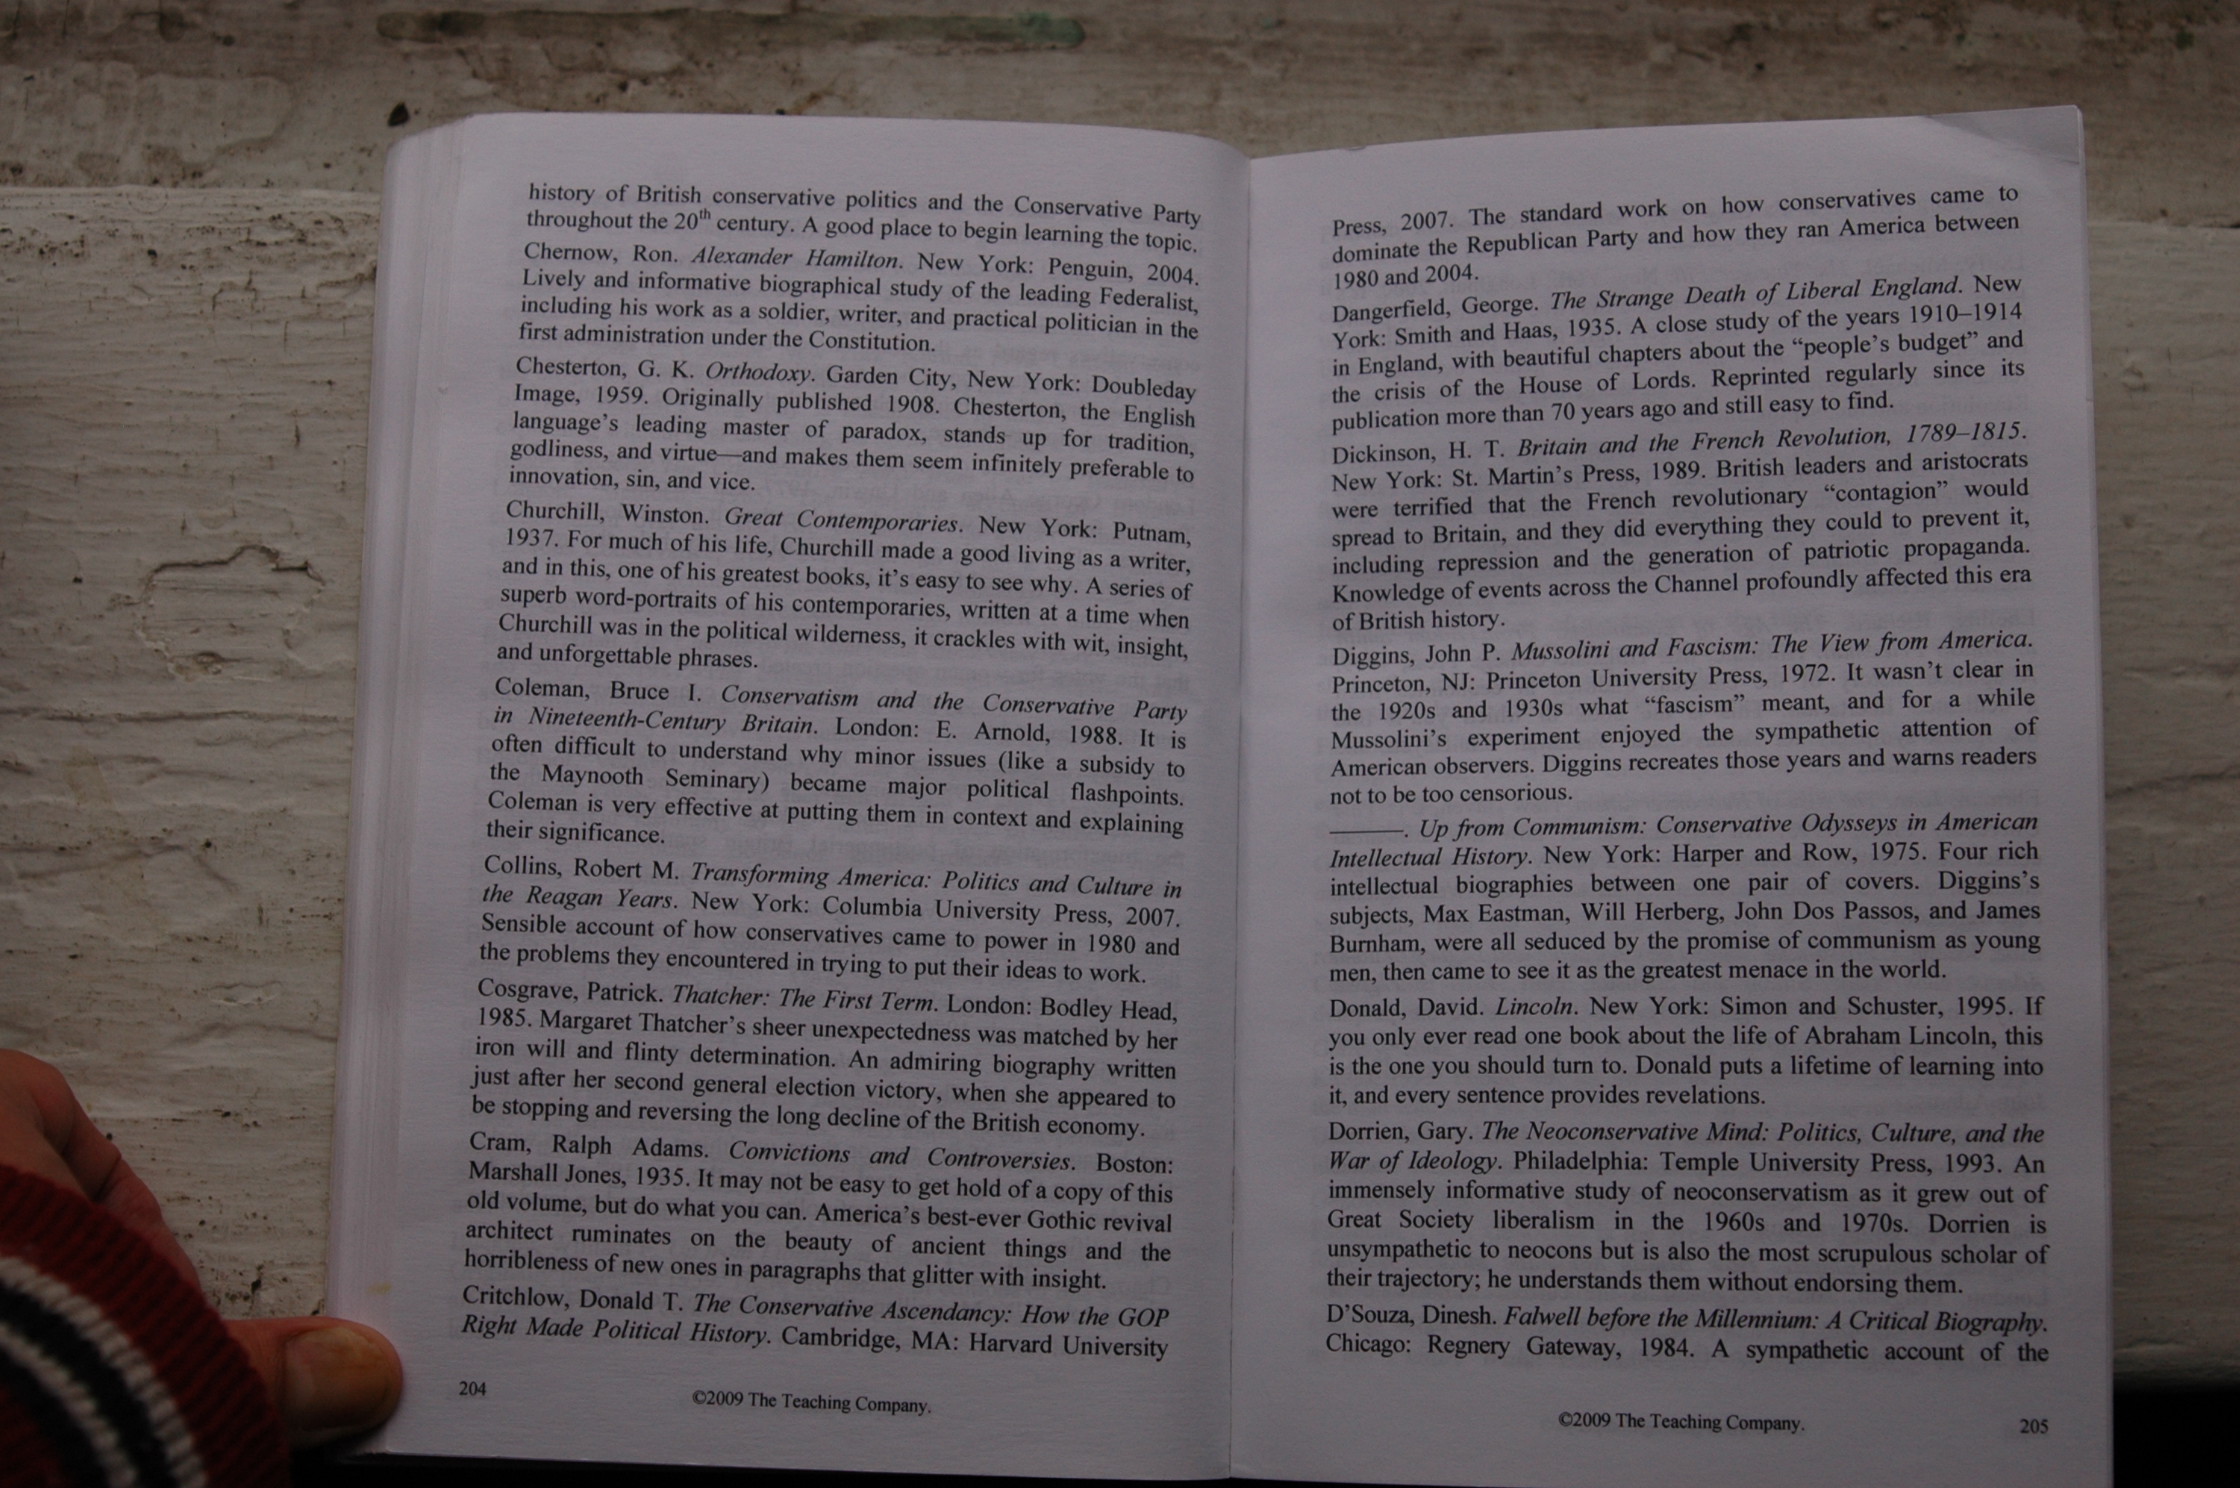 history of British conservative politics and the Conservative Party
throughout the 20th century. A good place to begin learning the topic.
Chernow, Ron. Alexander Hamilton. New York: Penguin, 2004.
Lively and informative biographical study of the leading Federalist,
including his work as a soldier, writer, and practical politician in the
first administration under the Constitution.
Chesterton, G. K. Orthodoxy. Garden City, New York: Doubleday
Image, 1959. Originally published 1908. Chesterton, the English
language's leading master of paradox, stands up for tradition,
godliness, and virtue—and makes them seem infinitely preferable to
innovation, sin, and vice.
Churchill, Winston. Great Contemporaries. New York: Putnam,
1937. For much of his life, Churchill made a good living as a writer,
and in this, one of his greatest books, it's easy to see why. A series of
superb word-portraits of his contemporaries, written at a time when
Churchill was in the political wilderness, it crackles with wit, insight,
and unforgettable phrases.
Coleman, Bruce I. Conservatism and the Conservative Party
in Nineteenth-Century Britain. London: E. Arnold, 1988. It is
often difficult to understand why minor issues (like a subsidy to
the Maynooth Seminary) became major political flashpoints.
Coleman is very effective at putting them in context and explaining
their significance.
Collins, Robert M. Transforming America: Politics and Culture in
the Reagan Years. New York: Columbia University Press, 2007.
Sensible account of how conservatives came to power in 1980 and
the problems they encountered in trying to put their ideas to work.
Cosgrave, Patrick. Thatcher: The First Term. London: Bodley Head,
1985. Margaret Thatcher's sheer unexpectedness was matched by her
iron will and flinty determination. An admiring biography written
just after her second general election victory, when she appeared to
be stopping and reversing the long decline of the British economy.
Cram, Ralph Adams. Convictions and Controversies. Boston:
Marshall Jones, 1935. It may not be easy to get hold of a copy of this
old volume, but do what you can. America's best-ever Gothic revival
architect ruminates on the beauty of ancient things and the
horribleness of new ones in paragraphs that glitter with insight.
Critchlow, Donald T. The Conservative Ascendancy: How the GOP
Right Made Political History. Cambridge, MA: Harvard University
204
©2009 The Teaching Company.
Press, 2007. The standard work on how conservatives came to
dominate the Republican Party and how they ran America between
1980 and 2004.
Dangerfield, George. The Strange Death of Liberal England. New
York: Smith and Haas, 1935. A close study of the years 1910–1914
in England, with beautiful chapters about the "people's budget" and
the crisis of the House of Lords. Reprinted regularly since its
publication more than 70 years ago and still easy to find.
Dickinson, H. T. Britain and the French Revolution, 1789–1815.
New York: St. Martin's Press, 1989. British leaders and aristocrats
were terrified that the French revolutionary "contagion" would
spread to Britain, and they did everything they could to prevent it,
including repression and the generation of patriotic propaganda.
Knowledge of events across the Channel profoundly affected this era
of British history.
Diggins, John P. Mussolini and Fascism: The View from America.
Princeton, NJ: Princeton University Press, 1972. It wasn't clear in
the 1920s and 1930s what "fascism" meant, and for a while
Mussolini's experiment enjoyed the sympathetic attention of
American observers. Diggins recreates those years and warns readers
not to be too censorious.
———. Up from Communism: Conservative Odysseys in American
Intellectual History. New York: Harper and Row, 1975. Four rich
intellectual biographies between one pair of covers. Diggins's
subjects, Max Eastman, Will Herberg, John Dos Passos, and James
Burnham, were all seduced by the promise of communism as young
men, then came to see it as the greatest menace in the world.
Donald, David. Lincoln. New York: Simon and Schuster, 1995. If
you only ever read one book about the life of Abraham Lincoln, this
is the one you should turn to. Donald puts a lifetime of learning into
it, and every sentence provides revelations.
Dorrien, Gary. The Neoconservative Mind: Politics, Culture, and the
War of Ideology. Philadelphia: Temple University Press, 1993. An
immensely informative study of neoconservatism as it grew out of
Great Society liberalism in the 1960s and 1970s. Dorrien is
unsympathetic to neocons but is also the most scrupulous scholar of
their trajectory; he understands them without endorsing them.
D'Souza, Dinesh. Falwell before the Millennium: A Critical Biography.
Chicago: Regnery Gateway, 1984. A sympathetic account of the
©2009 The Teaching Company.
205